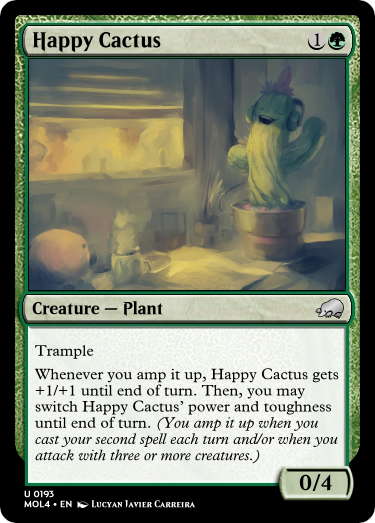 Happy Cactus 1
Creature — Plant
Trample
Whenever you amp it up, Happy Cactus gets
+1/+1 until end of turn. Then, you may
switch Happy Cactus' power and toughness
until end of turn. (You amp it up when you
cast your second spell each turn and/or when you
attack with three or more creatures.)
0/4
U 0193
MOL4 • EN Lucyan Javier Carreira